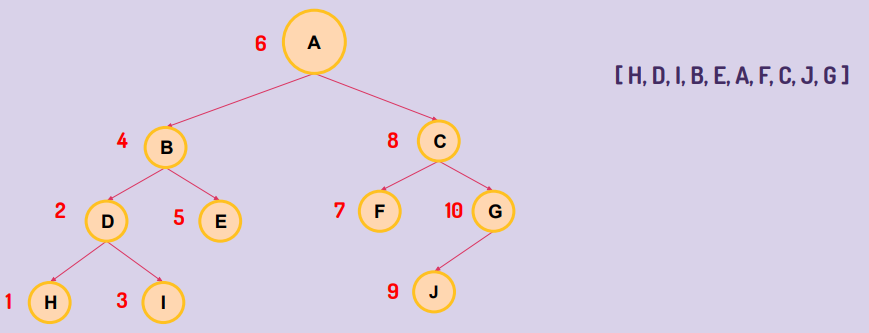 6 A
[ H, D, I, B, E, A, F, C, J, G ]
4 B
8 C
2 D
5 E
7 F
10 G
1 H
3 I
9 J